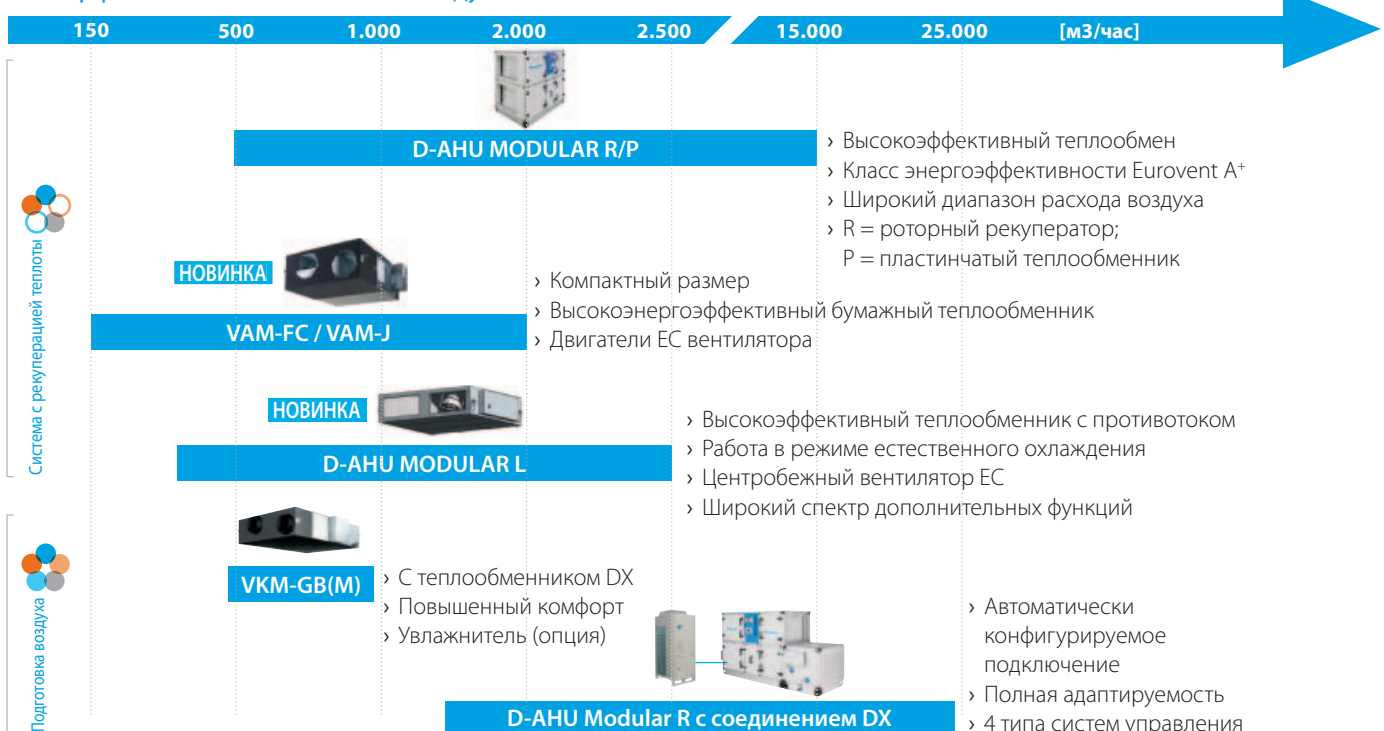 150 500 1.000 2.000 2.500 15.000 25.000 [м3/час]
D-AHU MODULAR R/P
› Высокоэффективный теплообмен
› Класс энергоэффективности Eurovent A+
› Широкий диапазон расхода воздуха
› R = роторный рекуператор;
P = пластинчатый теплообменник
Система с рекуперацией теплоты
НОВИНКА
VAM-FC / VAM-J
› Компактный размер
› Высокоэнергоэффективный бумажный теплообменник
› Двигатели ЕС вентилятора
НОВИНКА
D-AHU MODULAR L
› Высокоэффективный теплообменник с противотоком
› Работа в режиме естественного охлаждения
› Центробежный вентилятор ЕС
› Широкий спектр дополнительных функций
Подготовка воздуха
VKM-GB(M)
› С теплообменником DX
› Повышенный комфорт
› Увлажнитель (опция)
D-AHU Modular R с соединением DX
› Автоматически
конфигурируемое
подключение
› Полная адаптируемость
› 4 типа систем управления